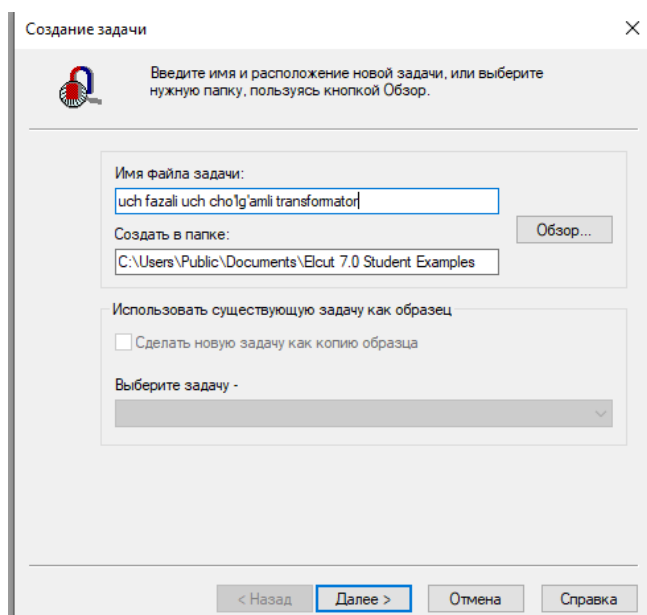 Создание задачи
Введите имя и расположение новой задачи, или выберите
нужную папку, пользуясь кнопкой Обзор.
Имя файла задачи:
uch fazali uch cho'lg'amli transformator
Обзор...
Создать в папке:
C:\Users\Public\Documents\Elcut 7.0 Student Examples
Использовать существующую задачу как образец
Сделать новую задачу как копию образца
Выберите задачу -
< Назад
Далее >
Отмена
Справка